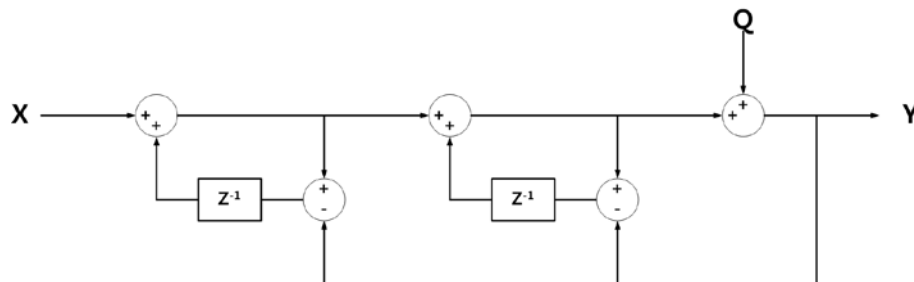 Q
X
+
+
+
+
+
+
Y
Z⁻¹
+
-
Z⁻¹
+
-